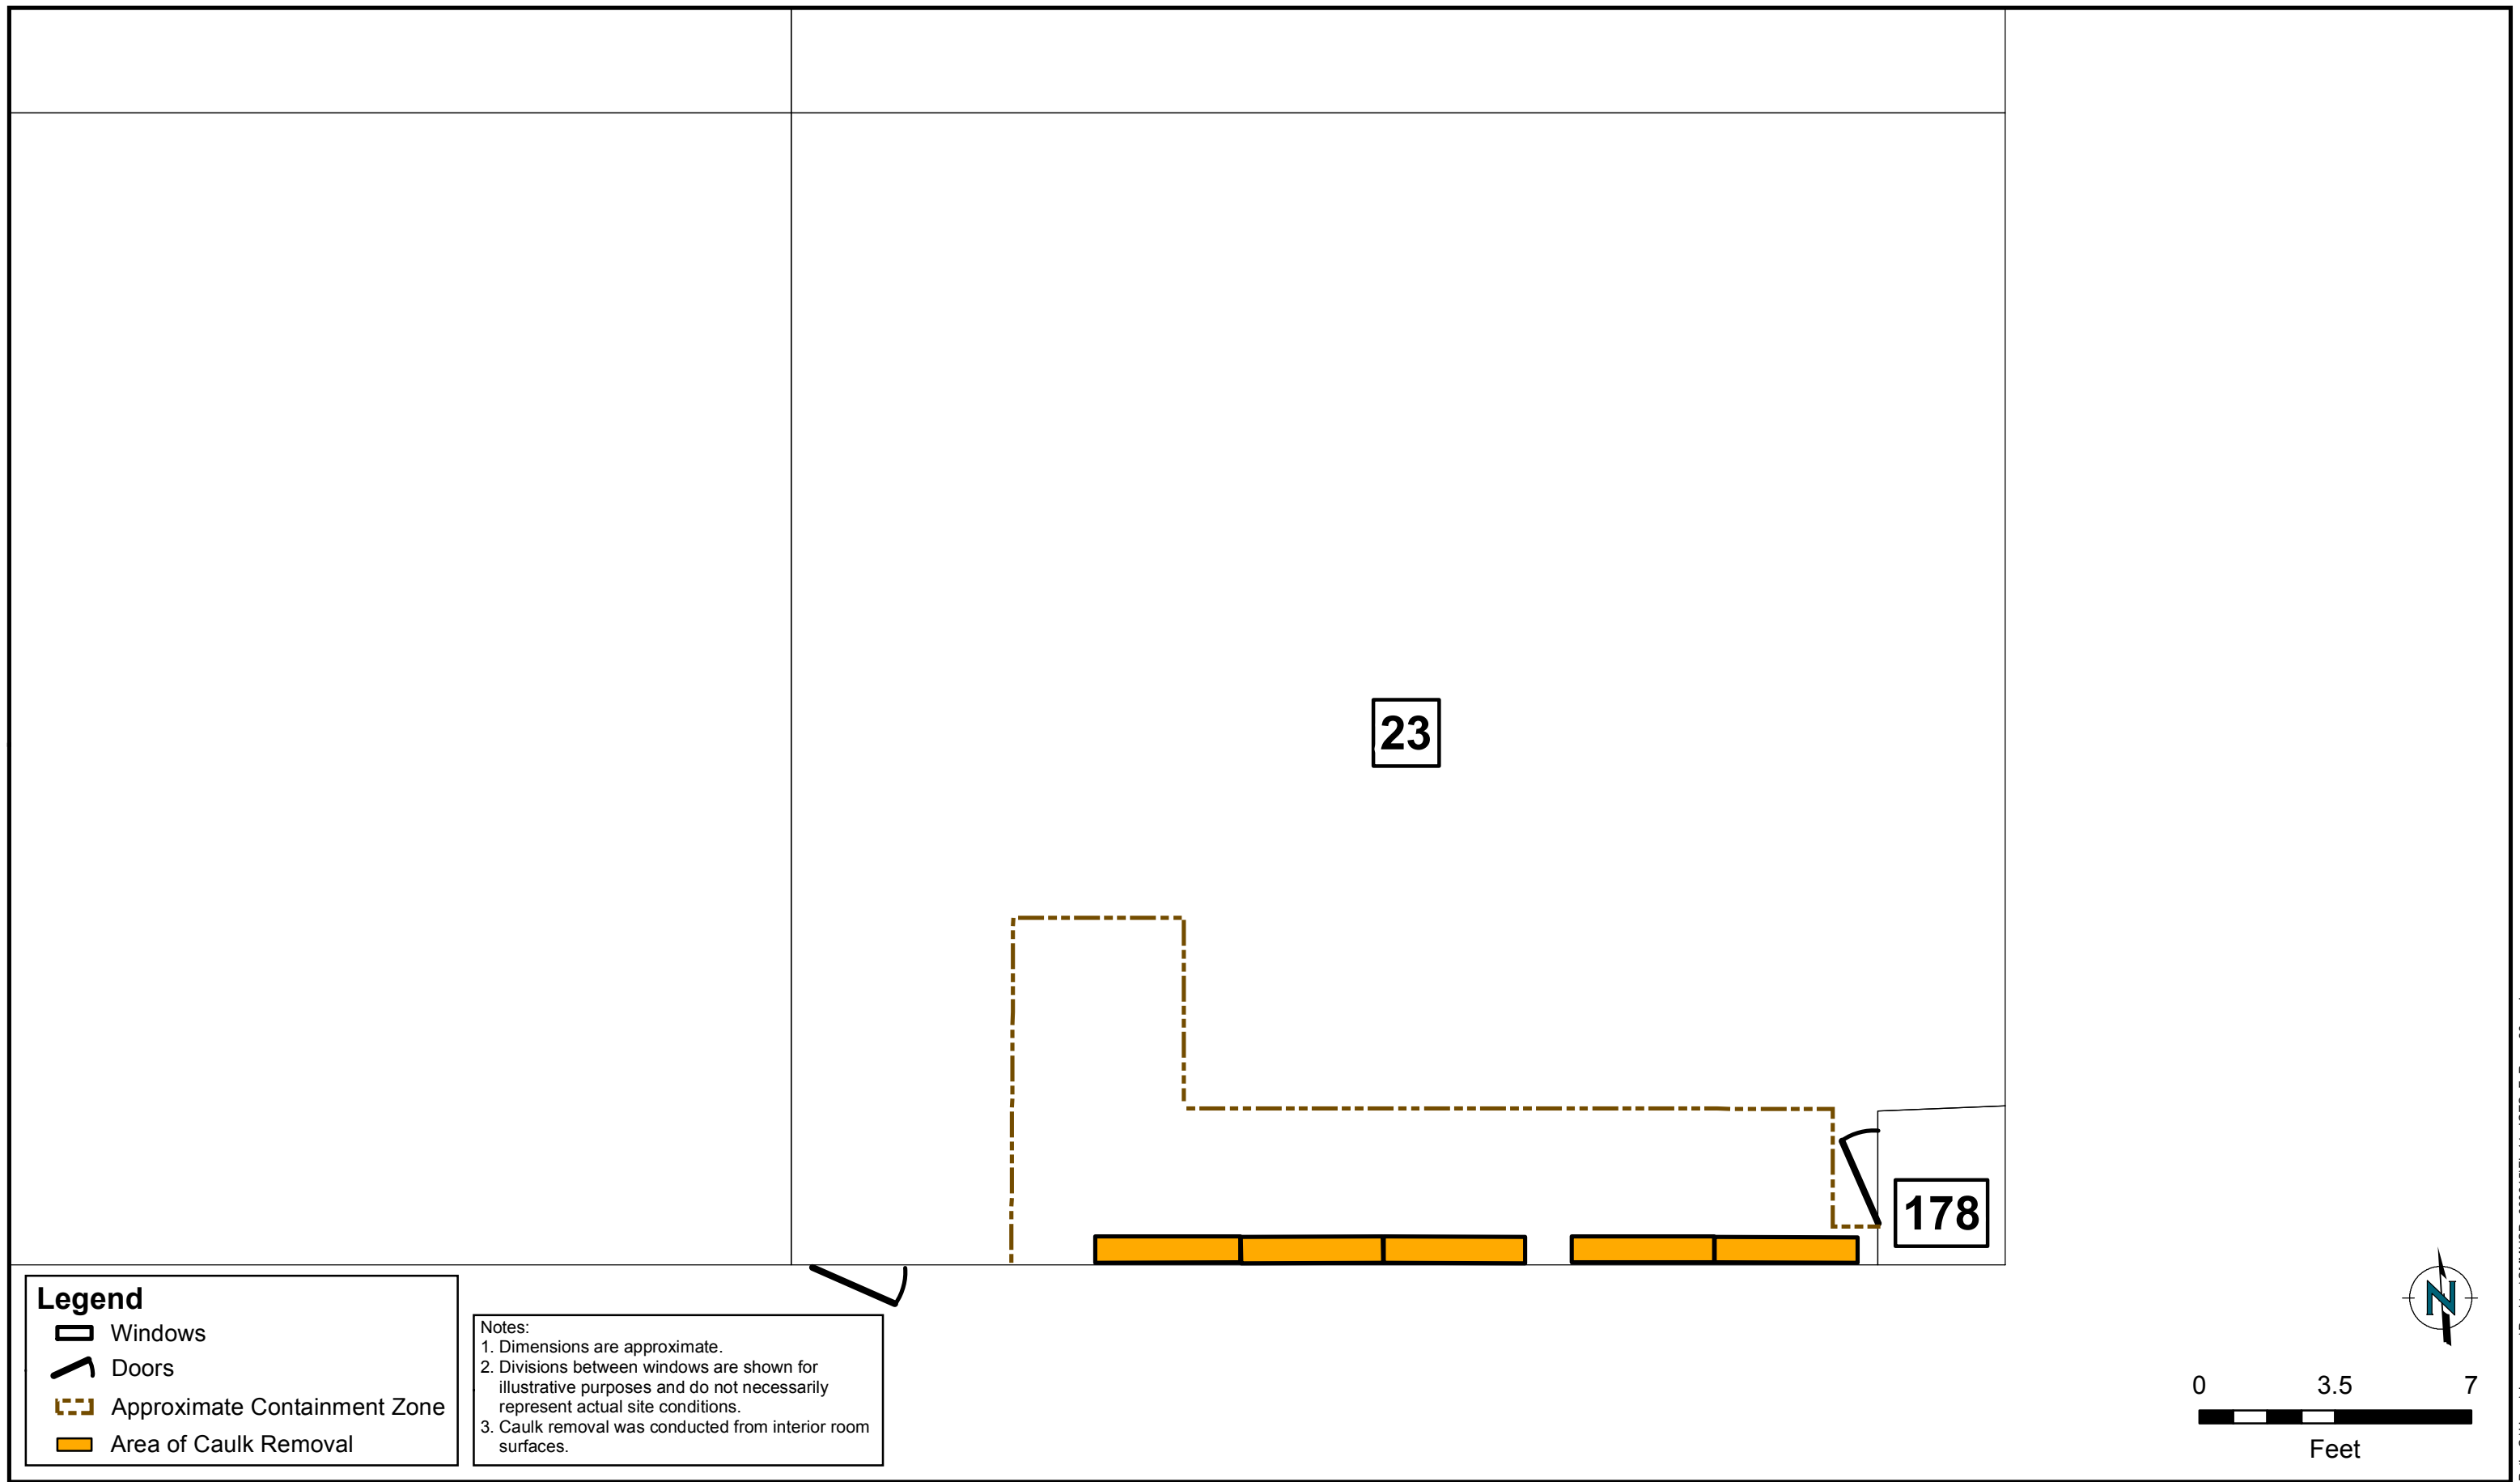 23
178
Legend
Windows
Doors
Approximate Containment Zone
Area of Caulk Removal
Notes:
1. Dimensions are approximate.
2. Divisions between windows are shown for
illustrative purposes and do not necessarily
represent actual site conditions.
3. Caulk removal was conducted from interior room
surfaces.
N
0 3.5 7
Feet